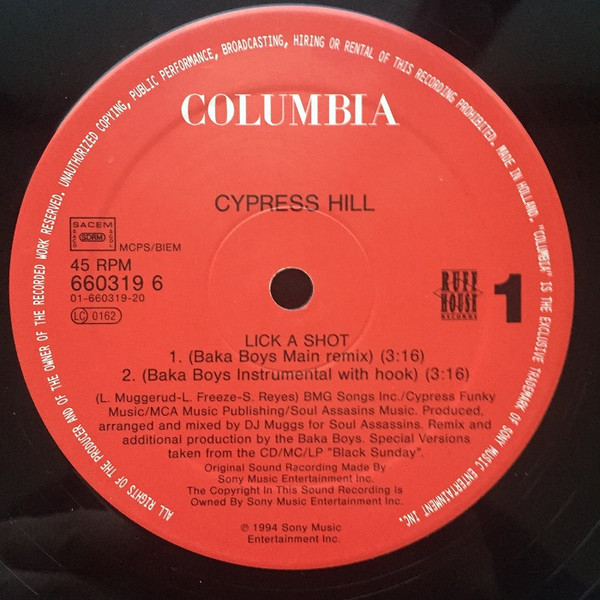 ALL RIGHTS OF THE PRODUCER AND OF THE OWNER OF THE RECORDED WORK RESERVED. UNAUTHORIZED COPYING, PUBLIC PERFORMANCE, BROADCASTING, HIRING OR RENTAL OF THIS RECORDING PROHIBITED. MADE IN HOLLAND. "COLUMBIA" IS THE EXCLUSIVE TRADEMARK OF SONY MUSIC ENTERTAINMENT INC.
COLUMBIA
CYPRESS HILL
SACEM
SDRM
MCPS/BIEM
45 RPM
660319 6
01-660319-20
LC 0162
RUFF
HOUSE
RECORDS
1
LICK A SHOT
1. (Baka Boys Main remix) (3:16)
2. (Baka Boys Instrumental with hook) (3:16)
(L. Muggerud-L. Freeze-S. Reyes) BMG Songs Inc./Cypress Funky
Music/MCA Music Publishing/Soul Assasins Music. Produced,
arranged and mixed by DJ Muggs for Soul Assassins. Remix and
additional production by the Baka Boys. Special Versions
taken from the CD/MC/LP "Black Sunday".
Original Sound Recording Made By
Sony Music Entertainment Inc.
The Copyright In This Sound Recording Is
Owned By Sony Music Entertainment Inc.
℗ 1994 Sony Music
Entertainment Inc.